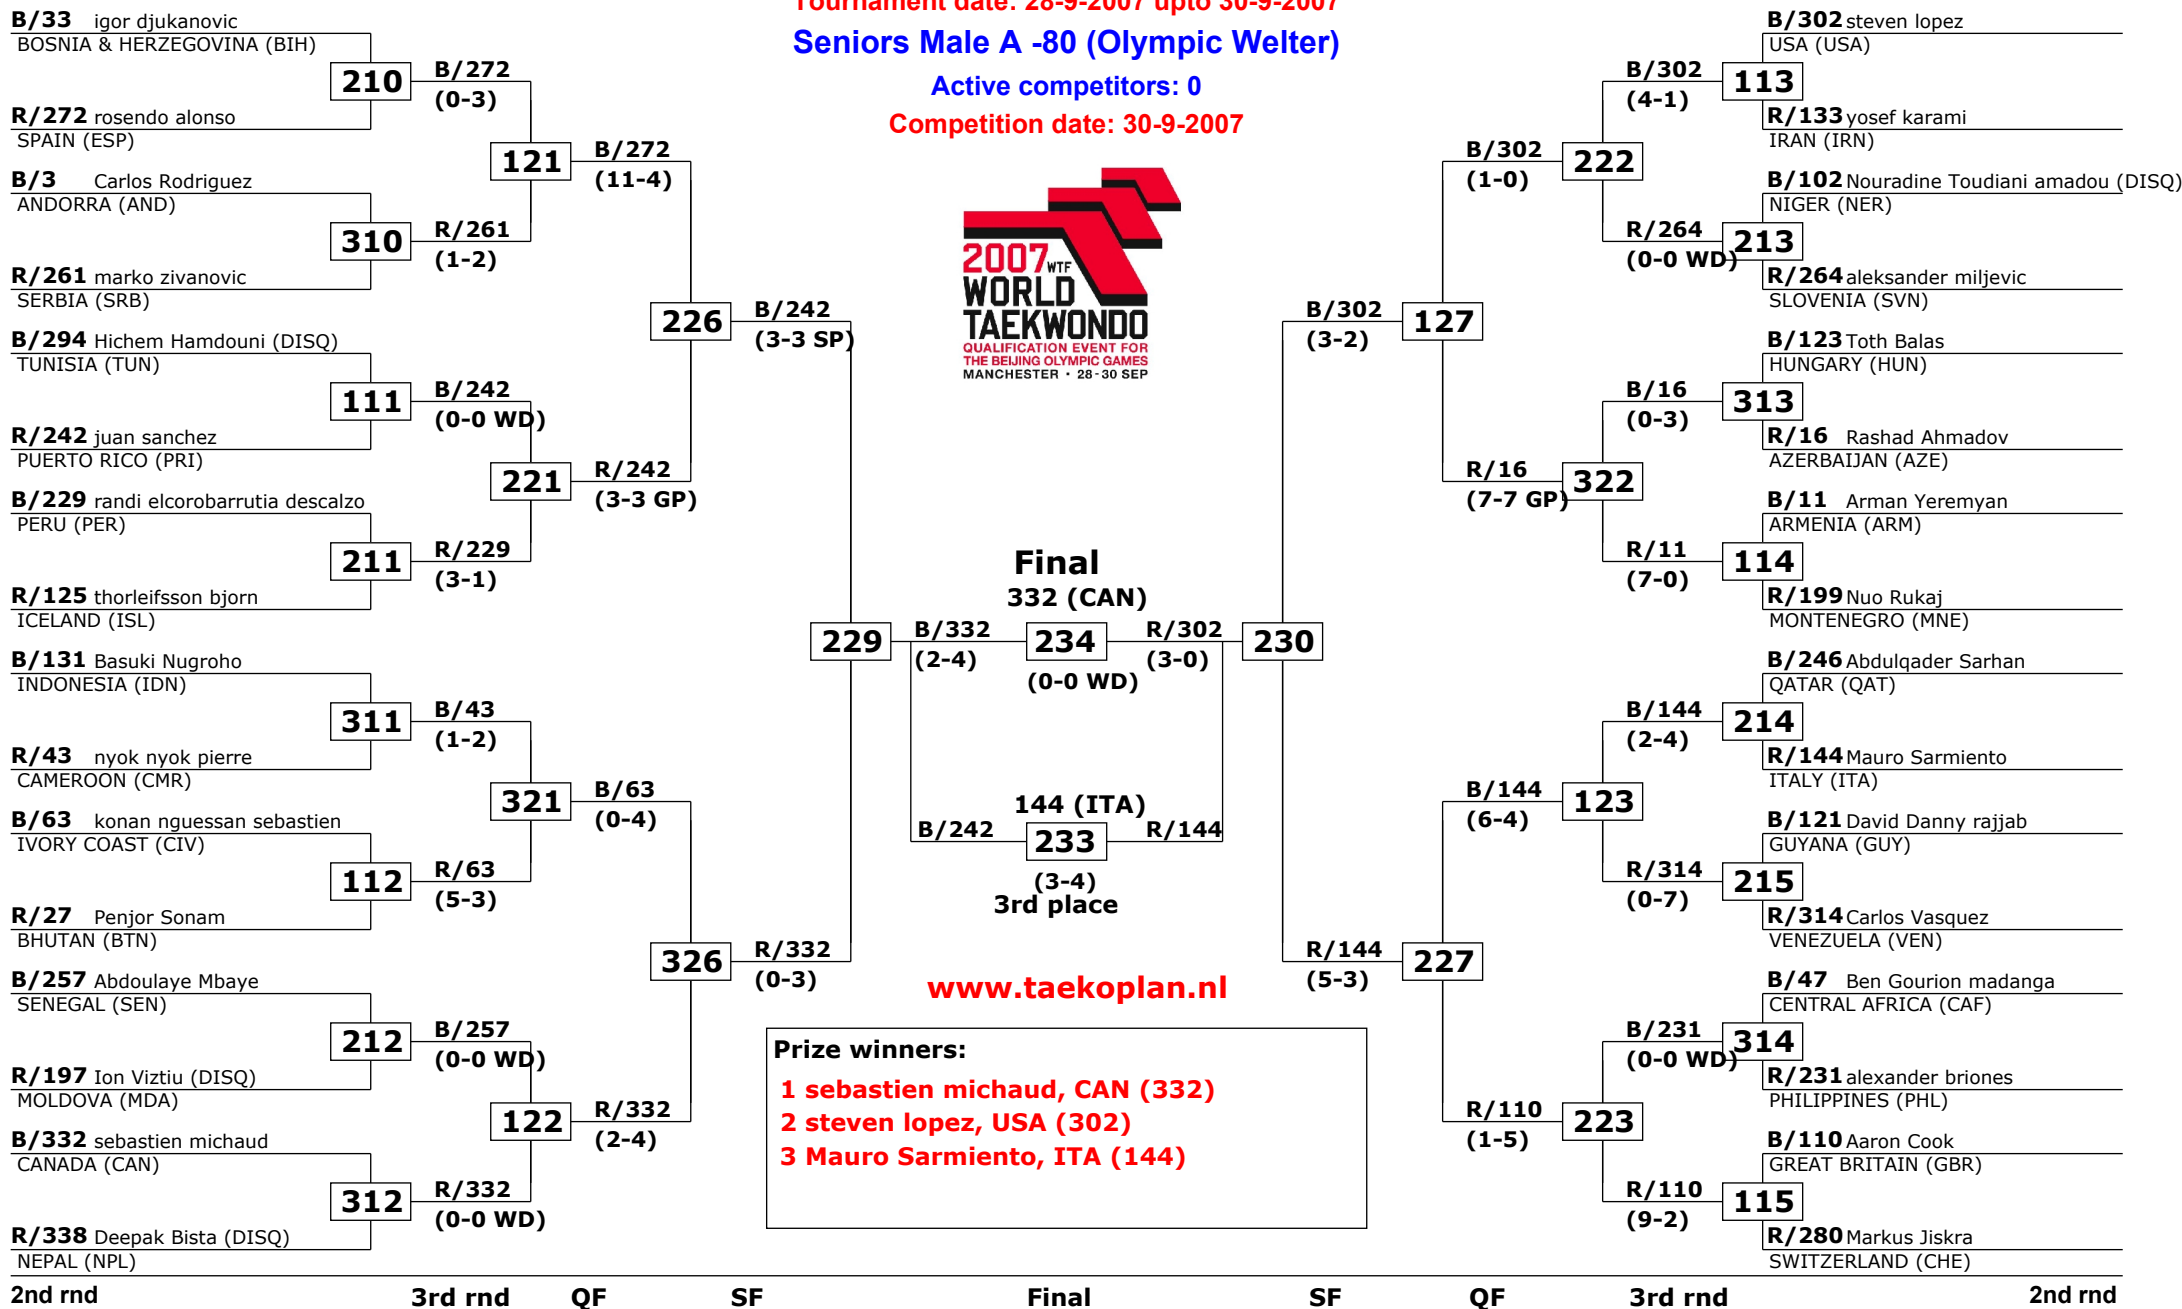 Tournament date: 28-9-2007 upto 30-9-2007
Seniors Male A -80 (Olympic Welter)
Active competitors: 0
Competition date: 30-9-2007
2007 WTF
WORLD
TAEKWONDO
QUALIFICATION EVENT FOR
THE BEIJING OLYMPIC GAMES
MANCHESTER • 28-30 SEP
B/33 igor djukanovic
BOSNIA & HERZEGOVINA (BIH)
210
R/272 rosendo alonso
SPAIN (ESP)
B/3 Carlos Rodriguez
ANDORRA (AND)
310
R/261 marko zivanovic
SERBIA (SRB)
B/294 Hichem Hamdouni (DISQ)
TUNISIA (TUN)
111
R/242 juan sanchez
PUERTO RICO (PRI)
B/229 randi elcorobarrutia descalzo
PERU (PER)
211
R/125 thorleifsson bjorn
ICELAND (ISL)
B/131 Basuki Nugroho
INDONESIA (IDN)
311
R/43 nyok nyok pierre
CAMEROON (CMR)
B/63 konan nguessan sebastien
IVORY COAST (CIV)
112
R/27 Penjor Sonam
BHUTAN (BTN)
B/257 Abdoulaye Mbaye
SENEGAL (SEN)
212
R/197 Ion Viztiu (DISQ)
MOLDOVA (MDA)
B/332 sebastien michaud
CANADA (CAN)
312
R/338 Deepak Bista (DISQ)
NEPAL (NPL)
B/272
(0-3)
121
R/261
(1-2)
B/242
(0-0 WD)
221
R/229
(3-1)
B/43
(1-2)
321
R/63
(5-3)
B/257
(0-0 WD)
122
R/332
(0-0 WD)
B/272
(11-4)
226
R/242
(3-3 GP)
B/63
(0-4)
326
R/332
(2-4)
B/242
(3-3 SP)
229
R/332
(0-3)
Final
332 (CAN)
B/332
(2-4)
234
R/302
(3-0)
(0-0 WD)
144 (ITA)
B/242
233
R/144
(3-4)
3rd place
www.taekoplan.nl
Prize winners:
1 sebastien michaud, CAN (332)
2 steven lopez, USA (302)
3 Mauro Sarmiento, ITA (144)
B/302
(3-2)
230
R/144
(5-3)
B/302
(1-0)
127
R/16
(7-7 GP)
B/144
(6-4)
227
R/110
(1-5)
B/302
(4-1)
222
R/264
(0-0 WD)
B/16
(0-3)
322
R/11
(7-0)
B/144
(2-4)
123
R/314
(0-7)
B/231
(0-0 WD)
223
R/110
(9-2)
B/302 steven lopez
USA (USA)
113
R/133 yosef karami
IRAN (IRN)
B/102 Nouradine Toudiani amadou (DISQ)
NIGER (NER)
213
R/264 aleksander miljevic
SLOVENIA (SVN)
B/123 Toth Balas
HUNGARY (HUN)
313
R/16 Rashad Ahmadov
AZERBAIJAN (AZE)
B/11 Arman Yeremyan
ARMENIA (ARM)
114
R/199 Nuo Rukaj
MONTENEGRO (MNE)
B/246 Abdulqader Sarhan
QATAR (QAT)
214
R/144 Mauro Sarmiento
ITALY (ITA)
B/121 David Danny rajjab
GUYANA (GUY)
215
R/314 Carlos Vasquez
VENEZUELA (VEN)
B/47 Ben Gourion madanga
CENTRAL AFRICA (CAF)
314
R/231 alexander briones
PHILIPPINES (PHL)
B/110 Aaron Cook
GREAT BRITAIN (GBR)
115
R/280 Markus Jiskra
SWITZERLAND (CHE)
2nd rnd 3rd rnd QF SF Final SF QF 3rd rnd 2nd rnd